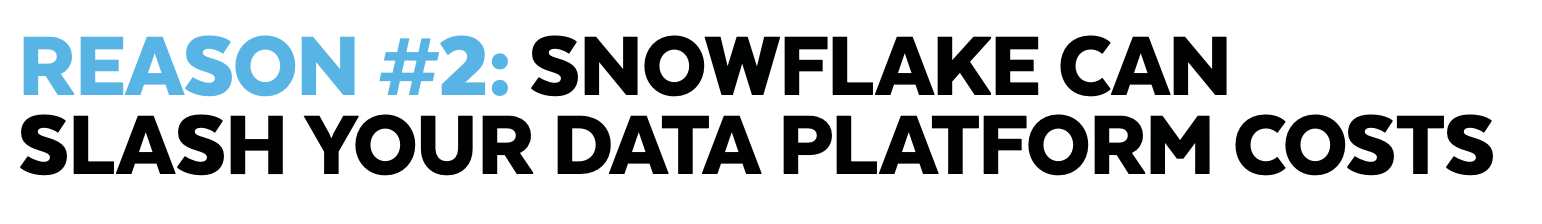 REASON #2: SNOWFLAKE CAN
SLASH YOUR DATA PLATFORM COSTS